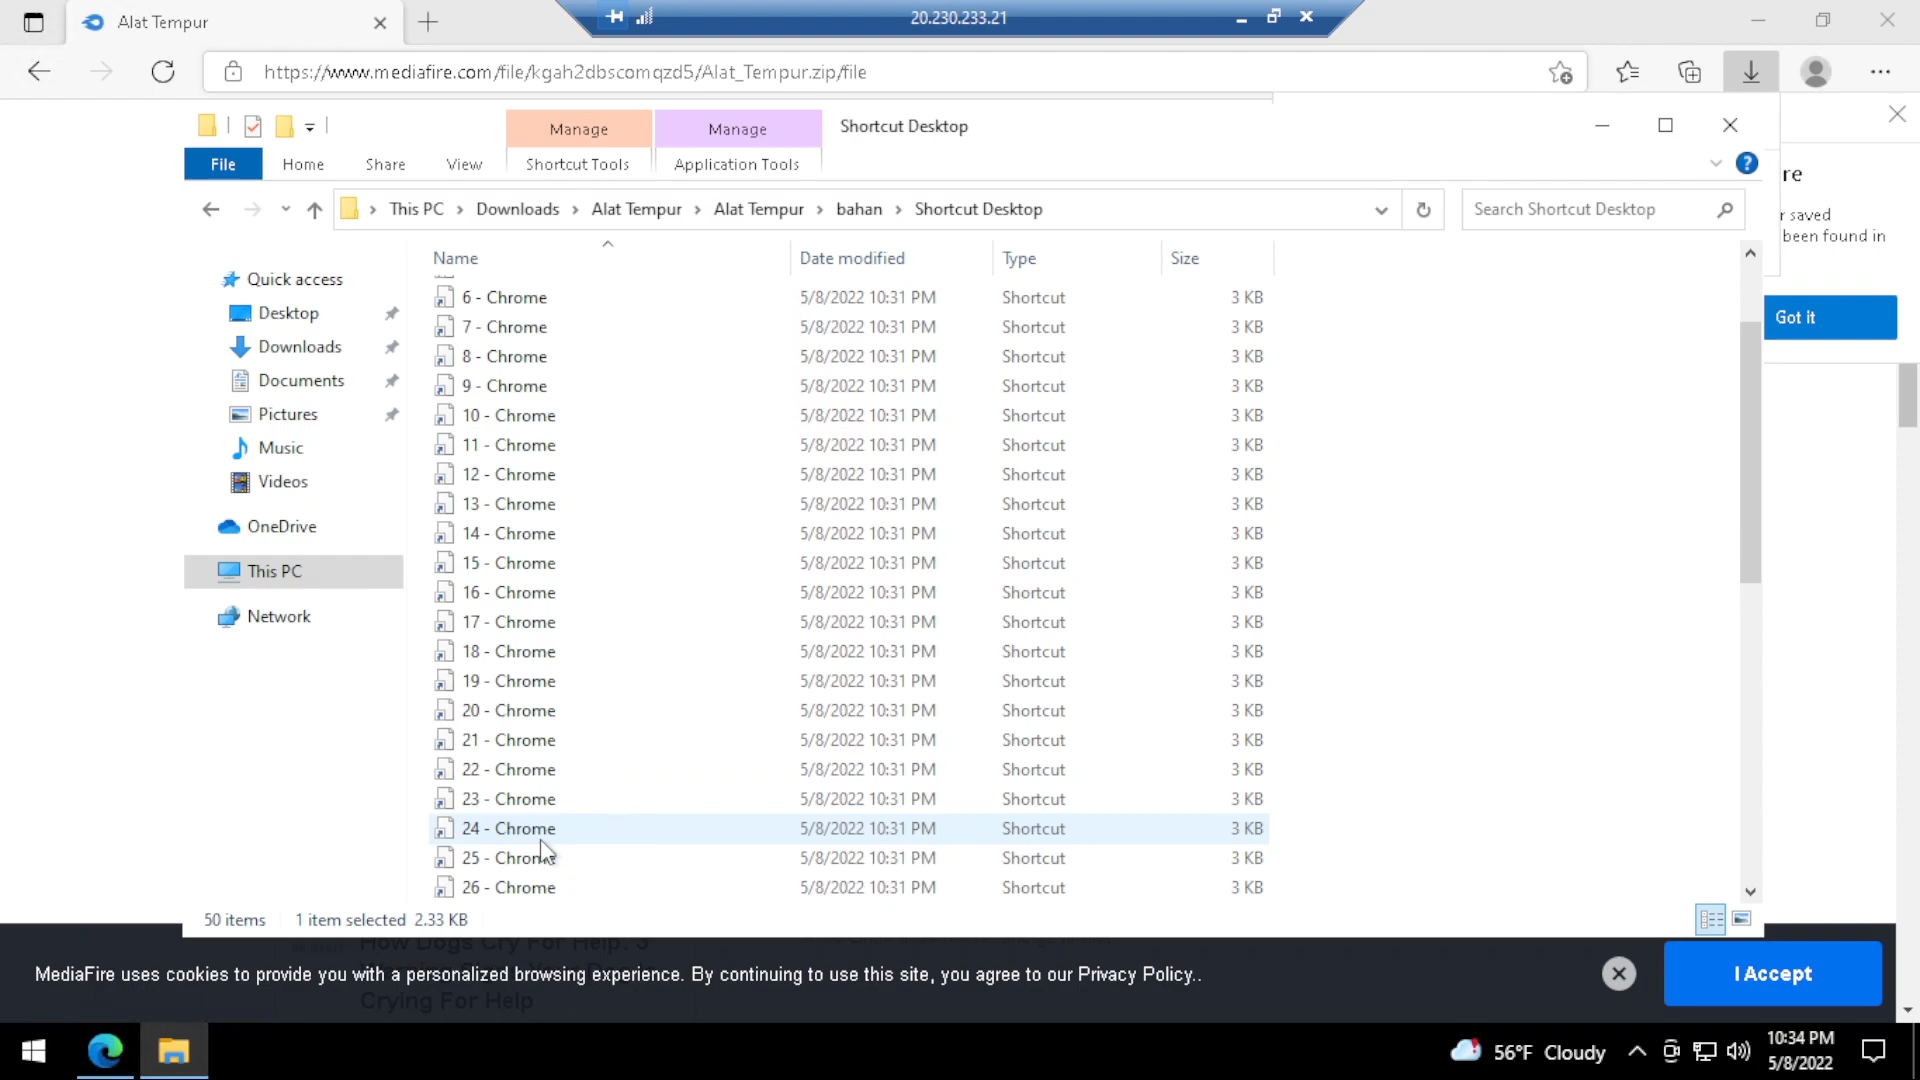 Alat Tempur
20.230.233.21
https://www.mediafire.com/file/kgah2dbscomqzd5/Alat_Tempur.zip/file
Manage
Manage
Shortcut Desktop
File
Home
Share
View
Shortcut Tools
Application Tools
re
This PC
Downloads
Alat Tempur
Alat Tempur
bahan
Shortcut Desktop
Search Shortcut Desktop
r saved
been found in
Got it
Quick access
Desktop
Downloads
Documents
Pictures
Music
Videos
OneDrive
This PC
Network
Name Date modified Type Size
6 - Chrome 5/8/2022 10:31 PM Shortcut 3 KB
7 - Chrome 5/8/2022 10:31 PM Shortcut 3 KB
8 - Chrome 5/8/2022 10:31 PM Shortcut 3 KB
9 - Chrome 5/8/2022 10:31 PM Shortcut 3 KB
10 - Chrome 5/8/2022 10:31 PM Shortcut 3 KB
11 - Chrome 5/8/2022 10:31 PM Shortcut 3 KB
12 - Chrome 5/8/2022 10:31 PM Shortcut 3 KB
13 - Chrome 5/8/2022 10:31 PM Shortcut 3 KB
14 - Chrome 5/8/2022 10:31 PM Shortcut 3 KB
15 - Chrome 5/8/2022 10:31 PM Shortcut 3 KB
16 - Chrome 5/8/2022 10:31 PM Shortcut 3 KB
17 - Chrome 5/8/2022 10:31 PM Shortcut 3 KB
18 - Chrome 5/8/2022 10:31 PM Shortcut 3 KB
19 - Chrome 5/8/2022 10:31 PM Shortcut 3 KB
20 - Chrome 5/8/2022 10:31 PM Shortcut 3 KB
21 - Chrome 5/8/2022 10:31 PM Shortcut 3 KB
22 - Chrome 5/8/2022 10:31 PM Shortcut 3 KB
23 - Chrome 5/8/2022 10:31 PM Shortcut 3 KB
24 - Chrome 5/8/2022 10:31 PM Shortcut 3 KB
25 - Chrome 5/8/2022 10:31 PM Shortcut 3 KB
26 - Chrome 5/8/2022 10:31 PM Shortcut 3 KB
50 items 1 item selected 2.33 KB
How Dogs Cry For Help: 3
MediaFire uses cookies to provide you with a personalized browsing experience. By continuing to use this site, you agree to our Privacy Policy..
I Accept
Crying For Help
56°F Cloudy
10:34 PM
5/8/2022